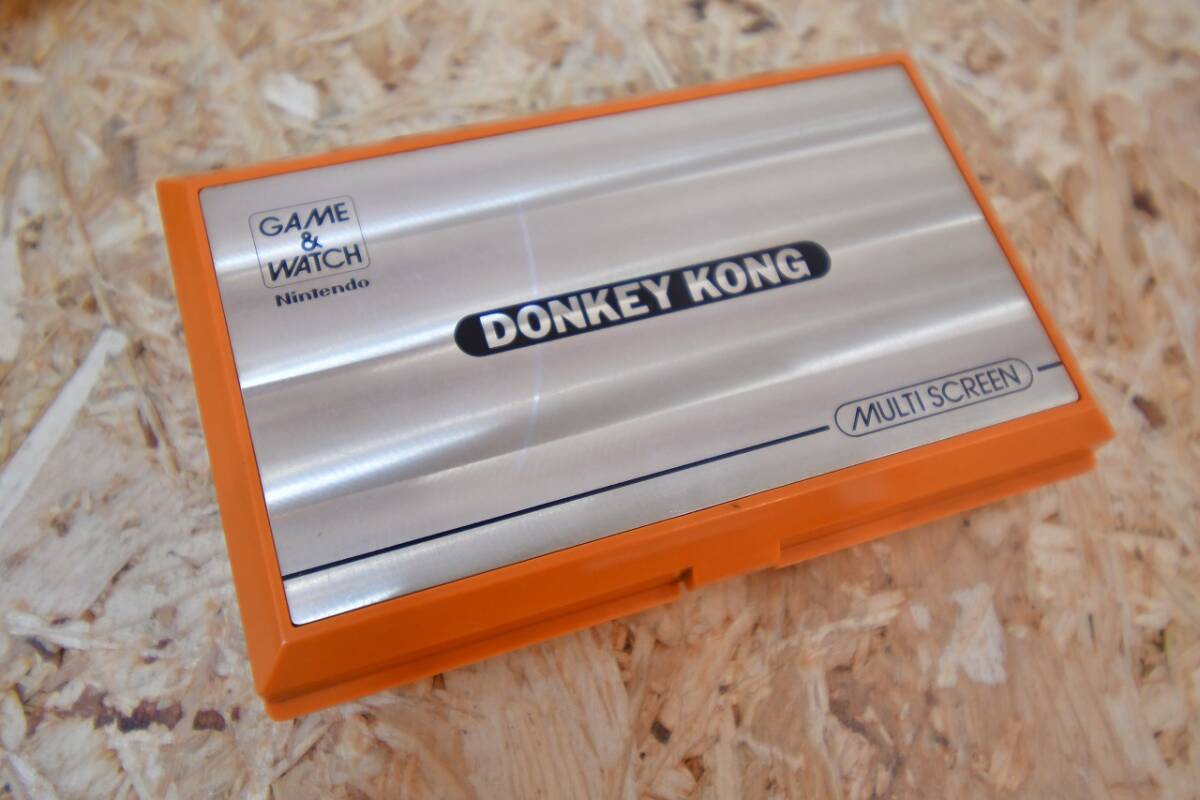 GAME
&
WATCH
Nintendo
DONKEY KONG
MULTI SCREEN